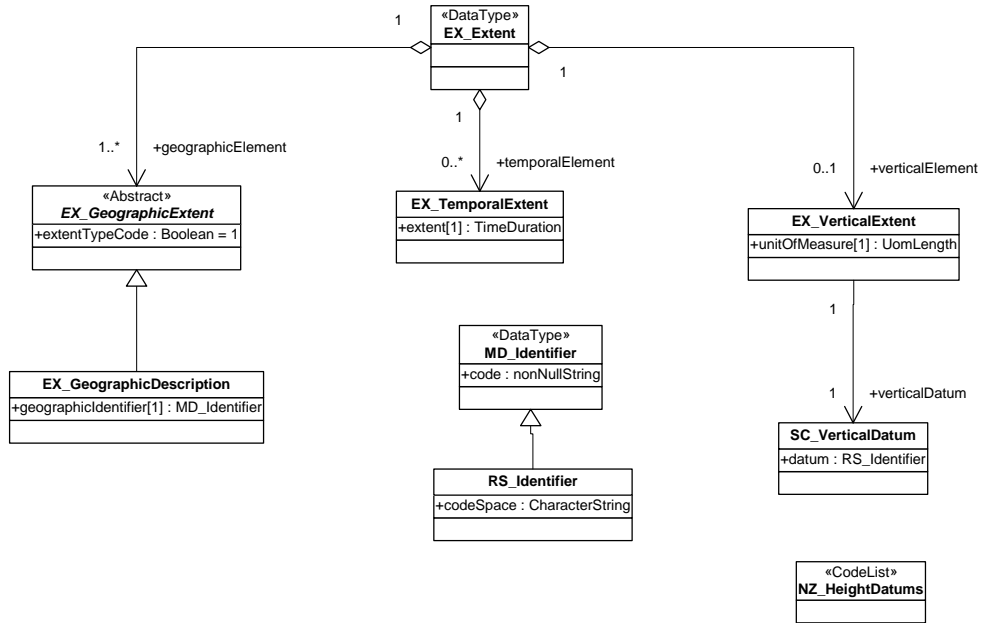 «DataType»
EX_Extent
1
1
1
1..*
+geographicElement
0..*
+temporalElement
0..1
+verticalElement
«Abstract»
EX_GeographicExtent
+extentTypeCode : Boolean = 1
EX_TemporalExtent
+extent[1] : TimeDuration
EX_VerticalExtent
+unitOfMeasure[1] : UomLength
1
1
+verticalDatum
EX_GeographicDescription
+geographicIdentifier[1] : MD_Identifier
«DataType»
MD_Identifier
+code : nonNullString
SC_VerticalDatum
+datum : RS_Identifier
RS_Identifier
+codeSpace : CharacterString
«CodeList»
NZ_HeightDatums